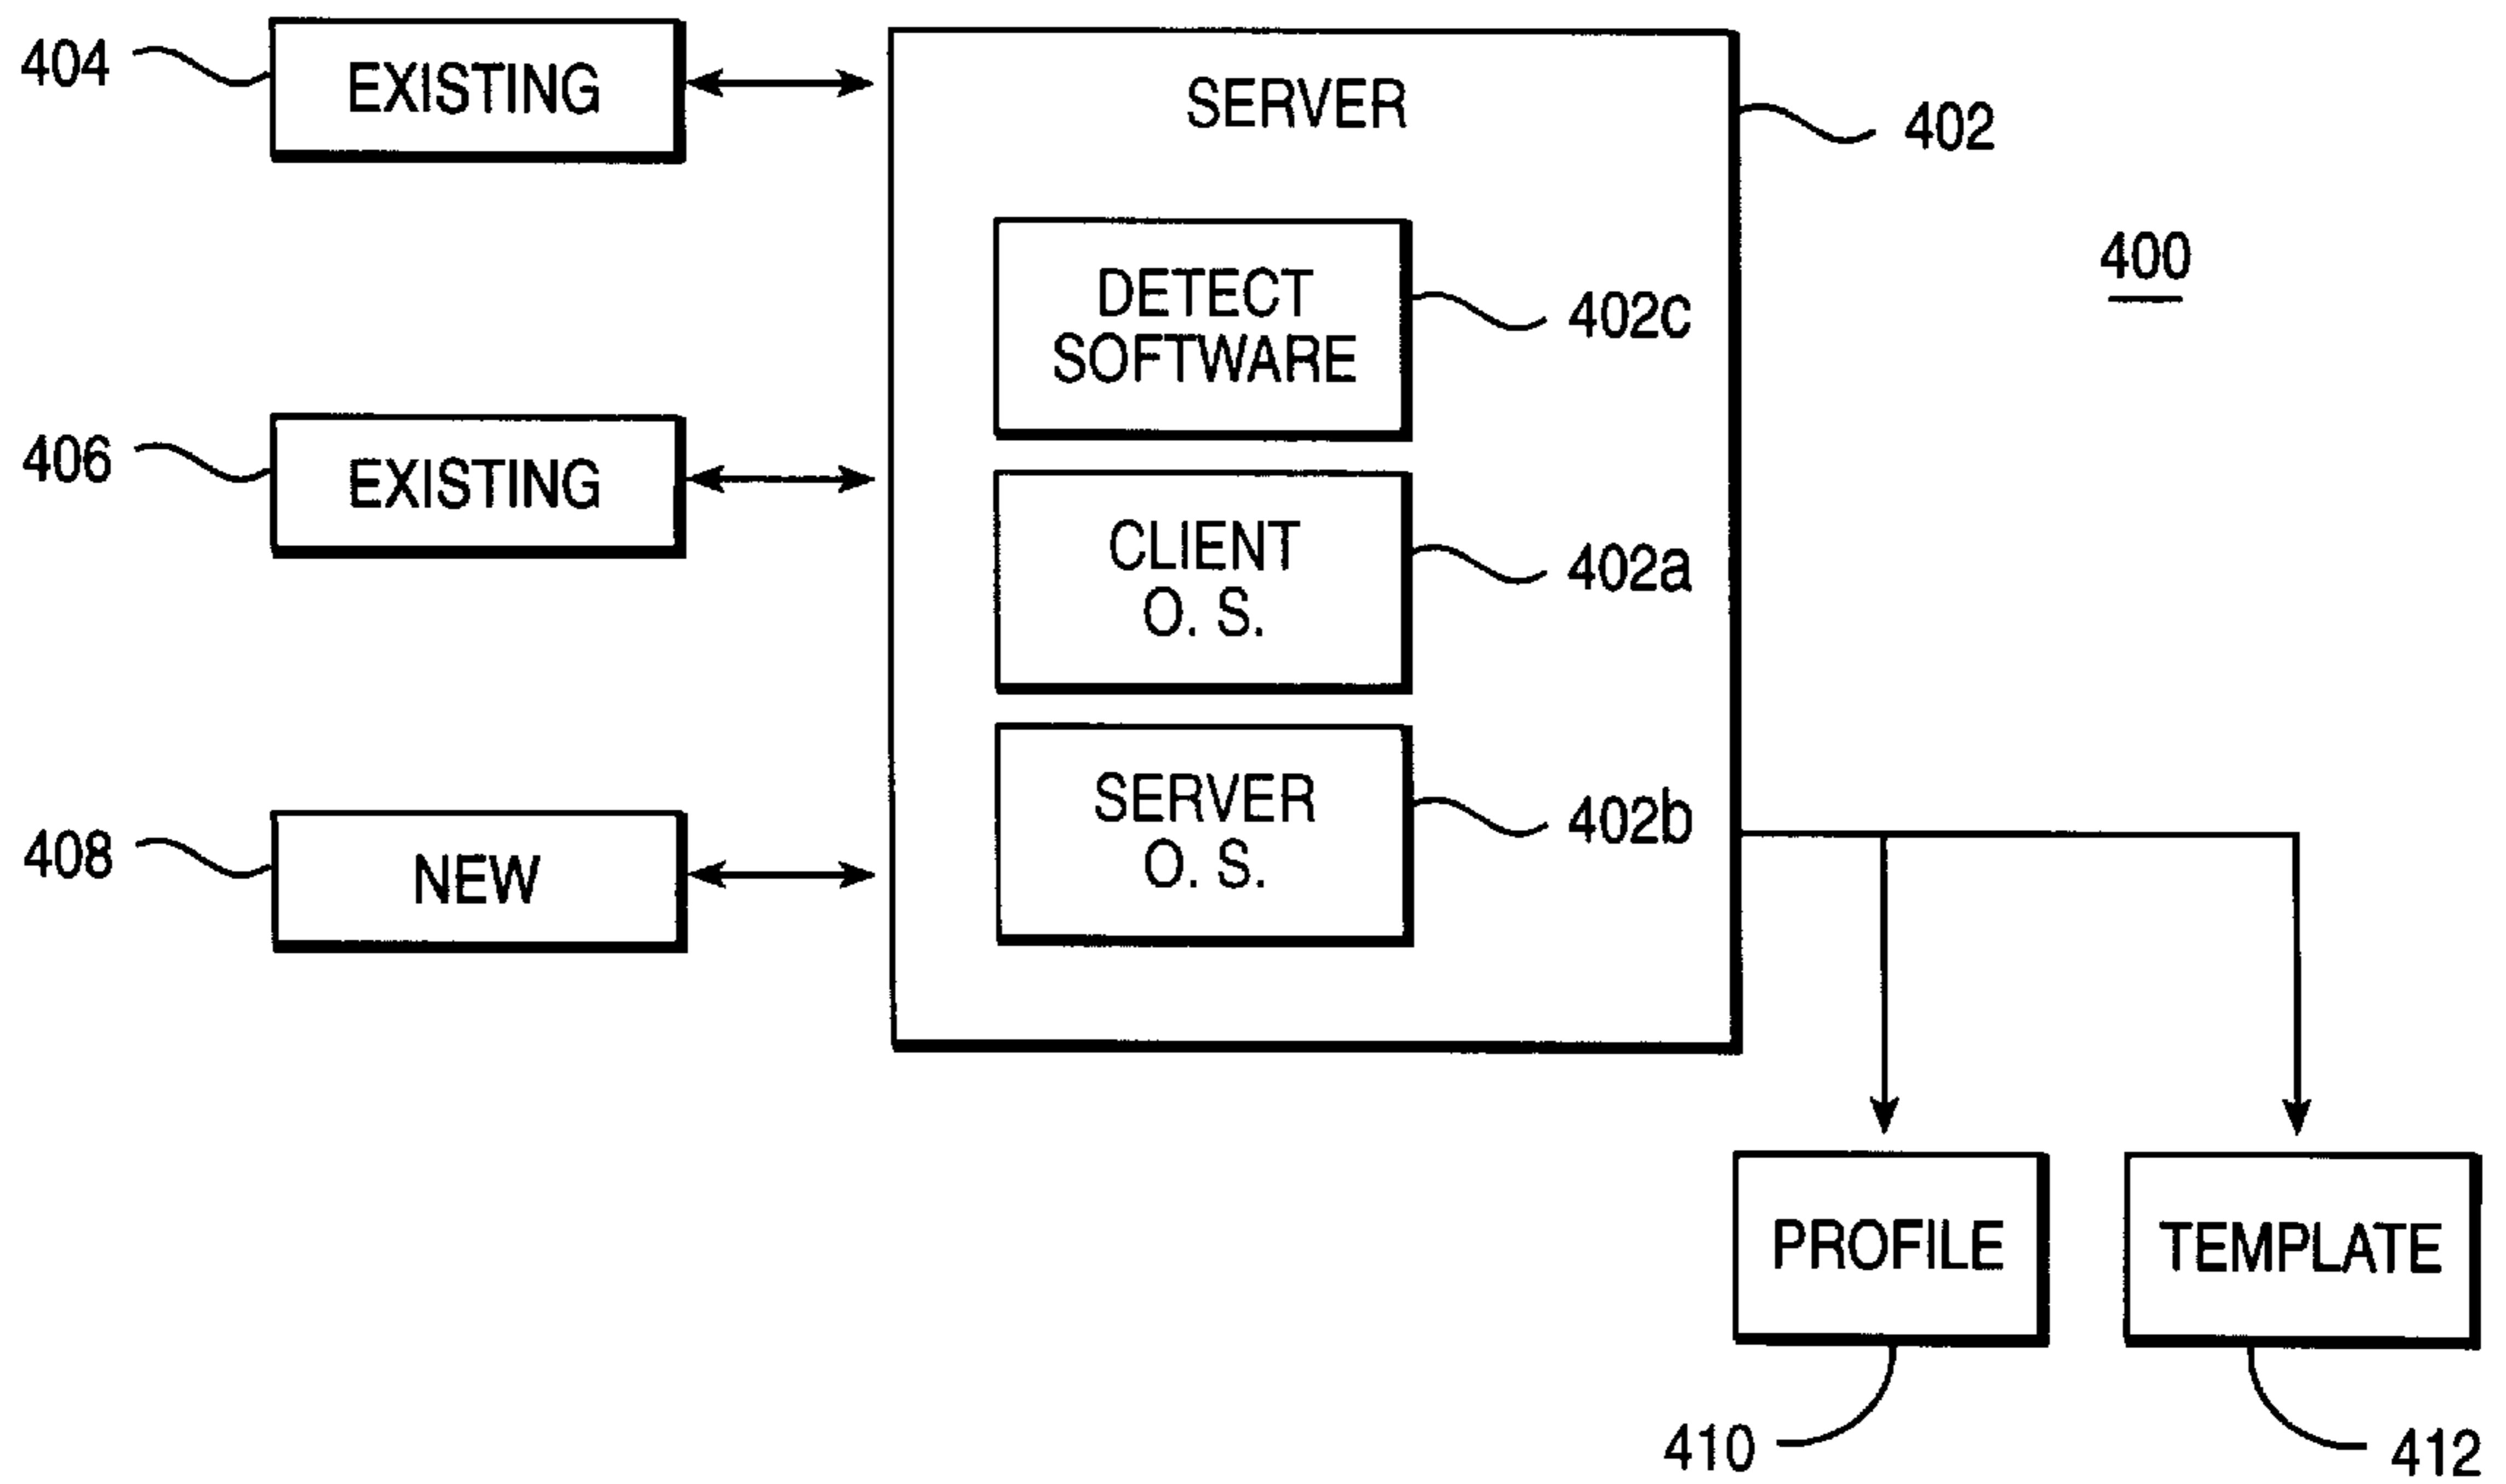 404
EXISTING
SERVER
402
400
DETECT
SOFTWARE
402c
406
EXISTING
CLIENT
O. S.
402a
408
NEW
SERVER
O. S.
402b
PROFILE
TEMPLATE
410
412